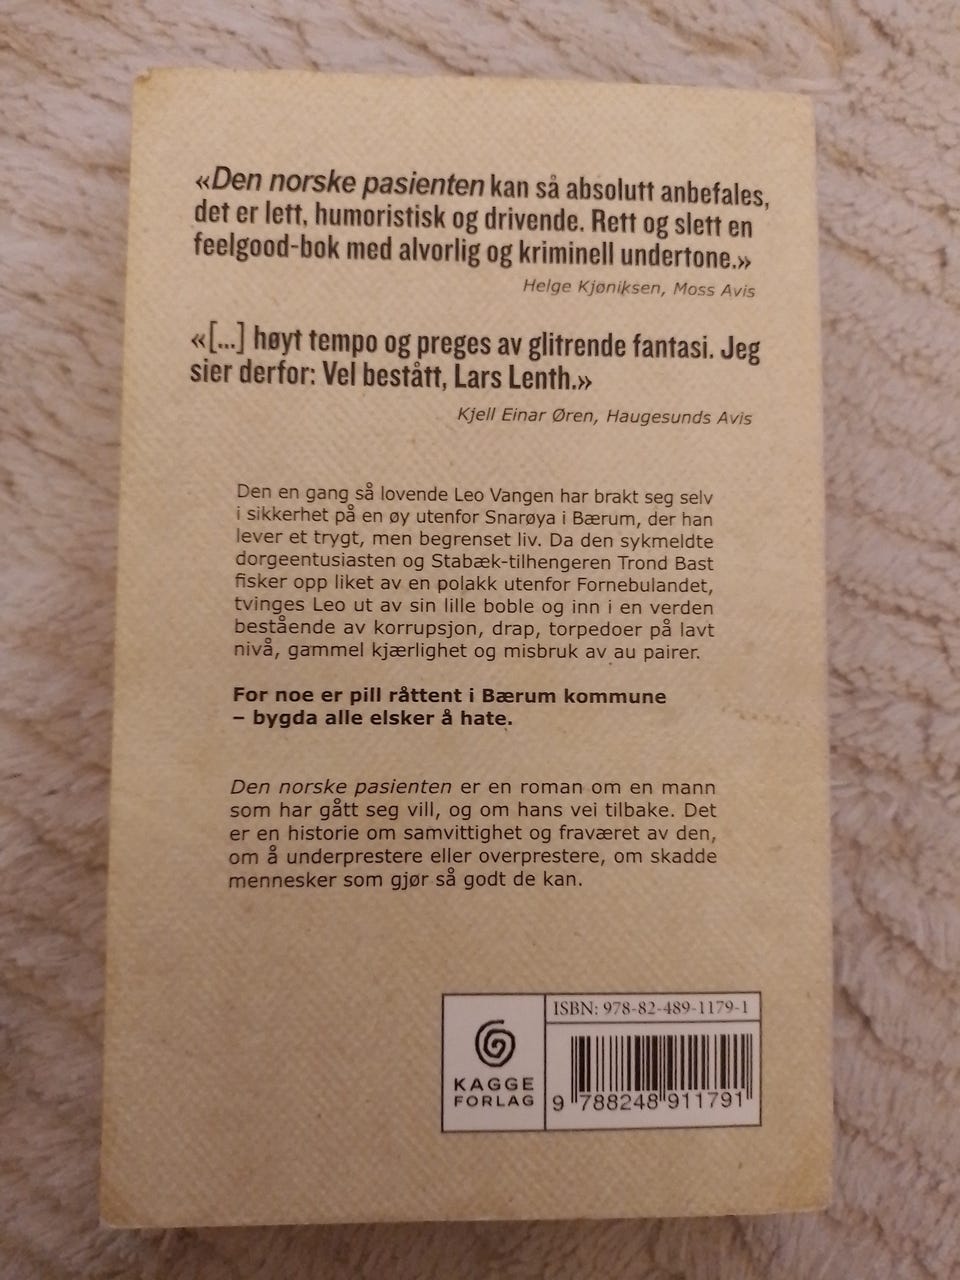 «Den norske pasienten kan så absolutt anbefales,
det er lett, humoristisk og drivende. Rett og slett en
feelgood-bok med alvorlig og kriminell undertone.»
Helge Kjøniksen, Moss Avis
«[...] høyt tempo og preges av glitrende fantasi. Jeg
sier derfor: Vel bestått, Lars Lenth.»
Kjell Einar Øren, Haugesunds Avis
Den en gang så lovende Leo Vangen har brakt seg selv
i sikkerhet på en øy utenfor Snarøya i Bærum, der han
lever et trygt, men begrenset liv. Da den sykmeldte
dorgeentusiasten og Stabæk-tilhengeren Trond Bast
fisker opp liket av en polakk utenfor Fornebulandet,
tvinges Leo ut av sin lille boble og inn i en verden
bestående av korrupsjon, drap, torpedoer på lavt
nivå, gammel kjærlighet og misbruk av au pairer.
For noe er pill råttent i Bærum kommune
– bygda alle elsker å hate.
Den norske pasienten er en roman om en mann
som har gått seg vill, og om hans vei tilbake. Det
er en historie om samvittighet og fraværet av den,
om å underprestere eller overprestere, om skadde
mennesker som gjør så godt de kan.
ISBN: 978-82-489-1179-1
KAGGE
FORLAG
9 788248 911791